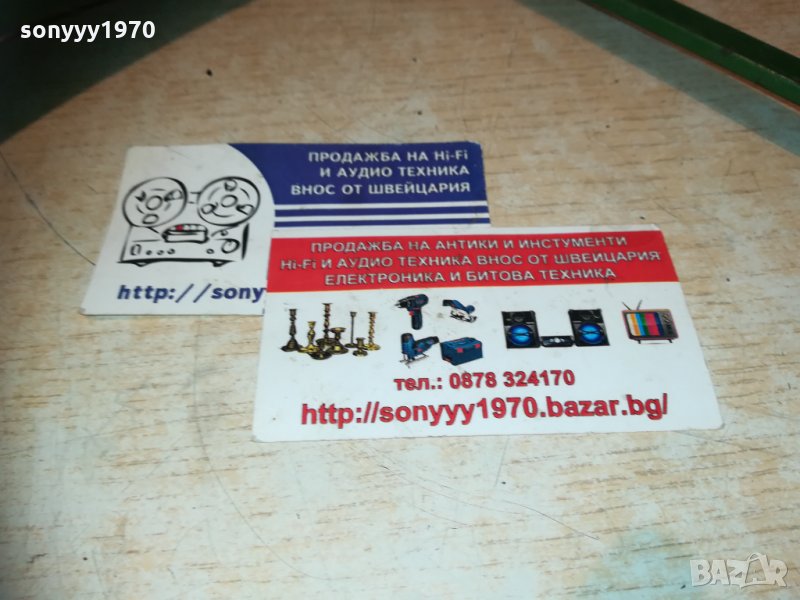 sonyyy1970
ПРОДАЖБА НА Hi-Fi
И АУДИО ТЕХНИКА
ВНОС ОТ ШВЕЙЦАРИЯ
http://sony
ПРОДАЖБА НА АНТИКИ И ИНСТУМЕНТИ
Hi-Fi И АУДИО ТЕХНИКА ВНОС ОТ ШВЕЙЦАРИЯ
ЕЛЕКТРОНИКА И БИТОВА ТЕХНИКА
тел.: 0878 324170
http://sonyyy1970.bazar.bg/
BAZAR